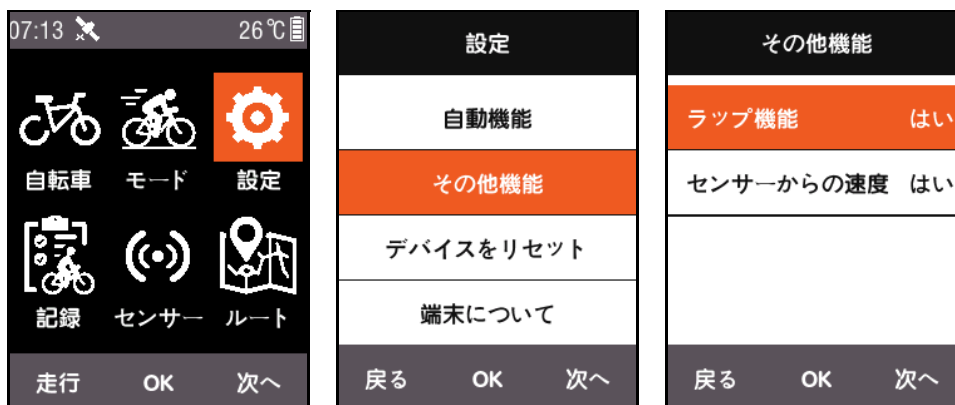 07:13 26℃
自転車 モード 設定
記録 センサー ルート
走行 OK 次へ
設定
自動機能
その他機能
デバイスをリセット
端末について
戻る OK 次へ
その他機能
ラップ機能 はい
センサーからの速度 はい
戻る OK 次へ